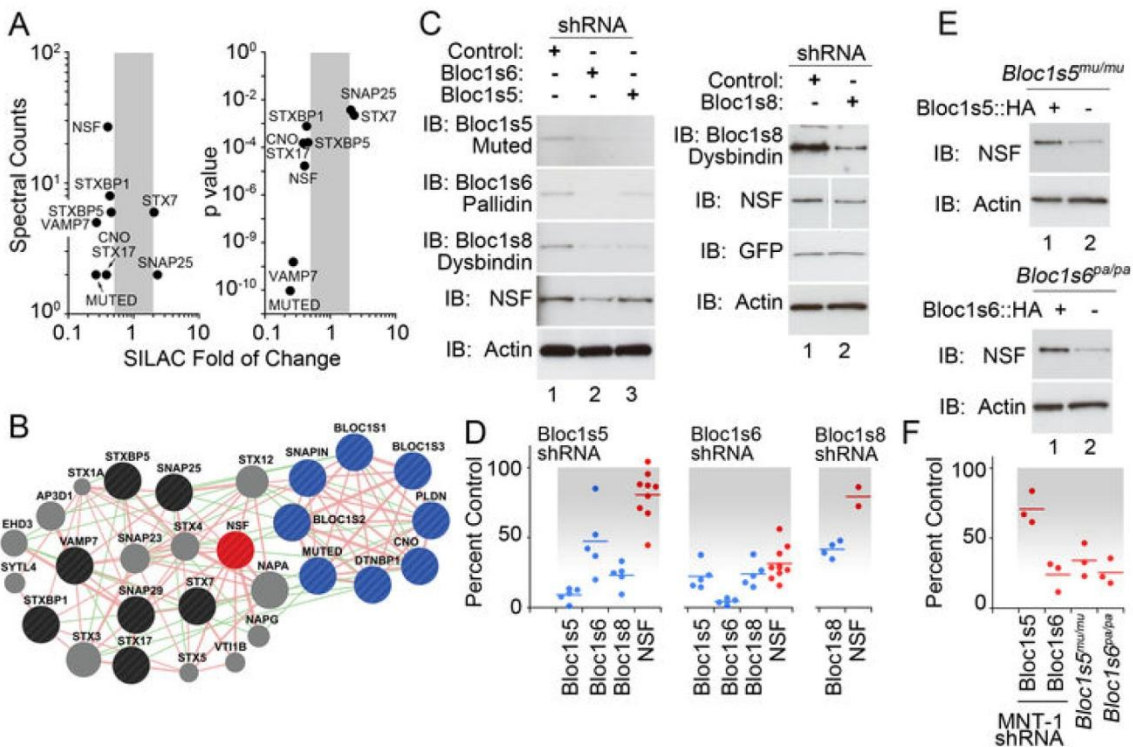 A
10²
10¹
10⁰
Spectral Counts
NSF
STXBP1
STXBP5
VAMP7
CNO
STX17
MUTED
STX7
SNAP25
0.1
1
10
10⁰
10⁻²
10⁻⁴
10⁻⁶
10⁻⁹
10⁻¹⁰
p value
SNAP25
STX7
STXBP1
CNO
STXBP5
STX17
NSF
VAMP7
MUTED
0.1
1
10
SILAC Fold of Change
B
STX1A
STXBP5
SNAP25
STX12
SNAPIN
BLOC1S1
BLOC1S3
AP3D1
PLDN
EHD3
VAMP7
SNAP23
STX4
NSF
BLOC1S2
CNO
SYTL4
MUTED
DTNBP1
NAPA
STXBP1
SNAP29
STX7
STX3
STX17
STX5
VTI1B
NAPG
C
shRNA
Control: + - -
Bloc1s6: - + -
Bloc1s5: - - +
IB: Bloc1s5
Muted
IB: Bloc1s6
Pallidin
IB: Bloc1s8
Dysbindin
IB: NSF
IB: Actin
1 2 3
shRNA
Control: + -
Bloc1s8: - +
IB: Bloc1s8
Dysbindin
IB: NSF
IB: GFP
IB: Actin
1 2
D
Bloc1s5
shRNA
Bloc1s6
shRNA
Bloc1s8
shRNA
Percent Control
100
50
0
Bloc1s5
Bloc1s6
Bloc1s8
NSF
Bloc1s5
Bloc1s6
Bloc1s8
NSF
Bloc1s8
NSF
E
Bloc1s5ᵐᵘ/ᵐᵘ
Bloc1s5::HA + -
IB: NSF
IB: Actin
1 2
Bloc1s6ᵖᵃ/ᵖᵃ
Bloc1s6::HA + -
IB: NSF
IB: Actin
1 2
F
Percent Control
100
50
0
Bloc1s5
Bloc1s6
Bloc1s5ᵐᵘ/ᵐᵘ
Bloc1s6ᵖᵃ/ᵖᵃ
MNT-1
shRNA